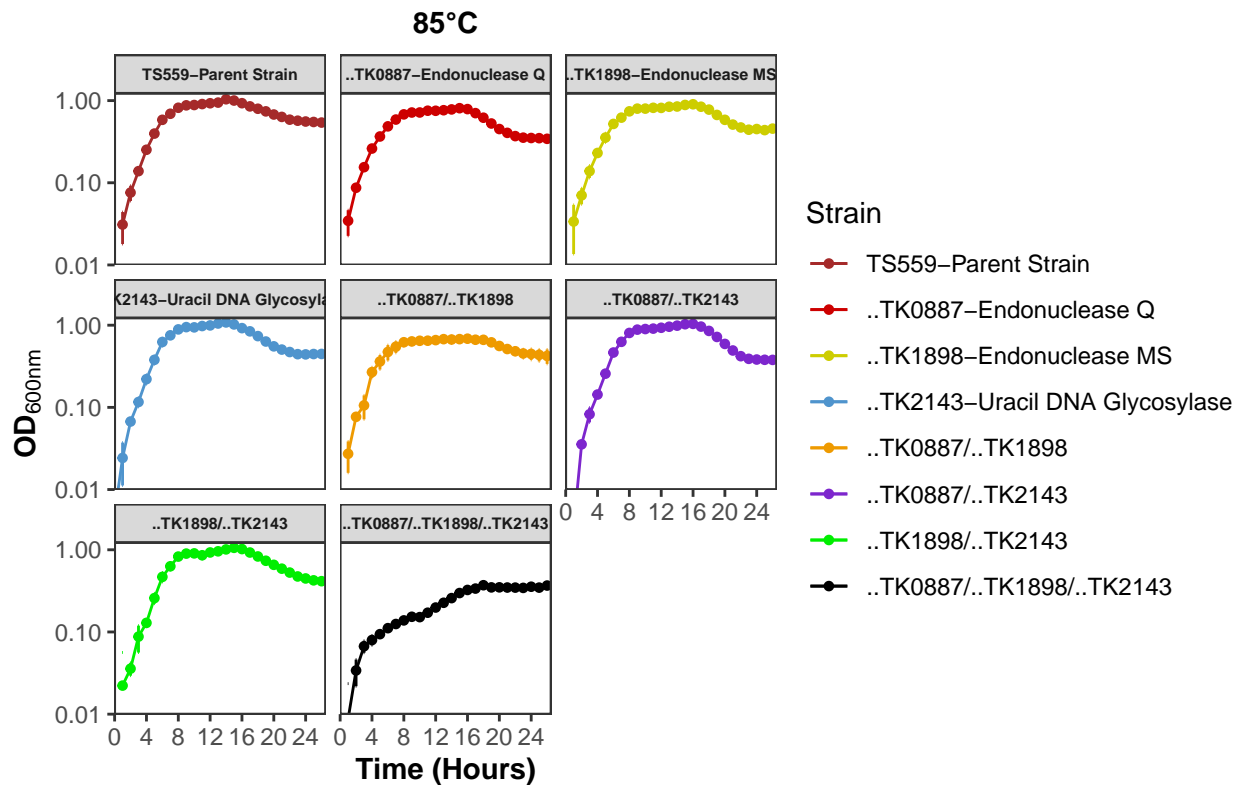 85°C
TS559–Parent Strain
..TK0887–Endonuclease Q
..TK1898–Endonuclease MS
1.00
0.10
0.01
K2143–Uracil DNA Glycosyla
..TK0887/..TK1898
..TK0887/..TK2143
1.00
0.10
0.01
0 4 8 12 16 20 24
..TK1898/..TK2143
..TK0887/..TK1898/..TK2143
1.00
0.10
0.01
0 4 8 12 16 20 24
0 4 8 12 16 20 24
OD600nm
Time (Hours)
Strain
TS559–Parent Strain
..TK0887–Endonuclease Q
..TK1898–Endonuclease MS
..TK2143–Uracil DNA Glycosylase
..TK0887/..TK1898
..TK0887/..TK2143
..TK1898/..TK2143
..TK0887/..TK1898/..TK2143